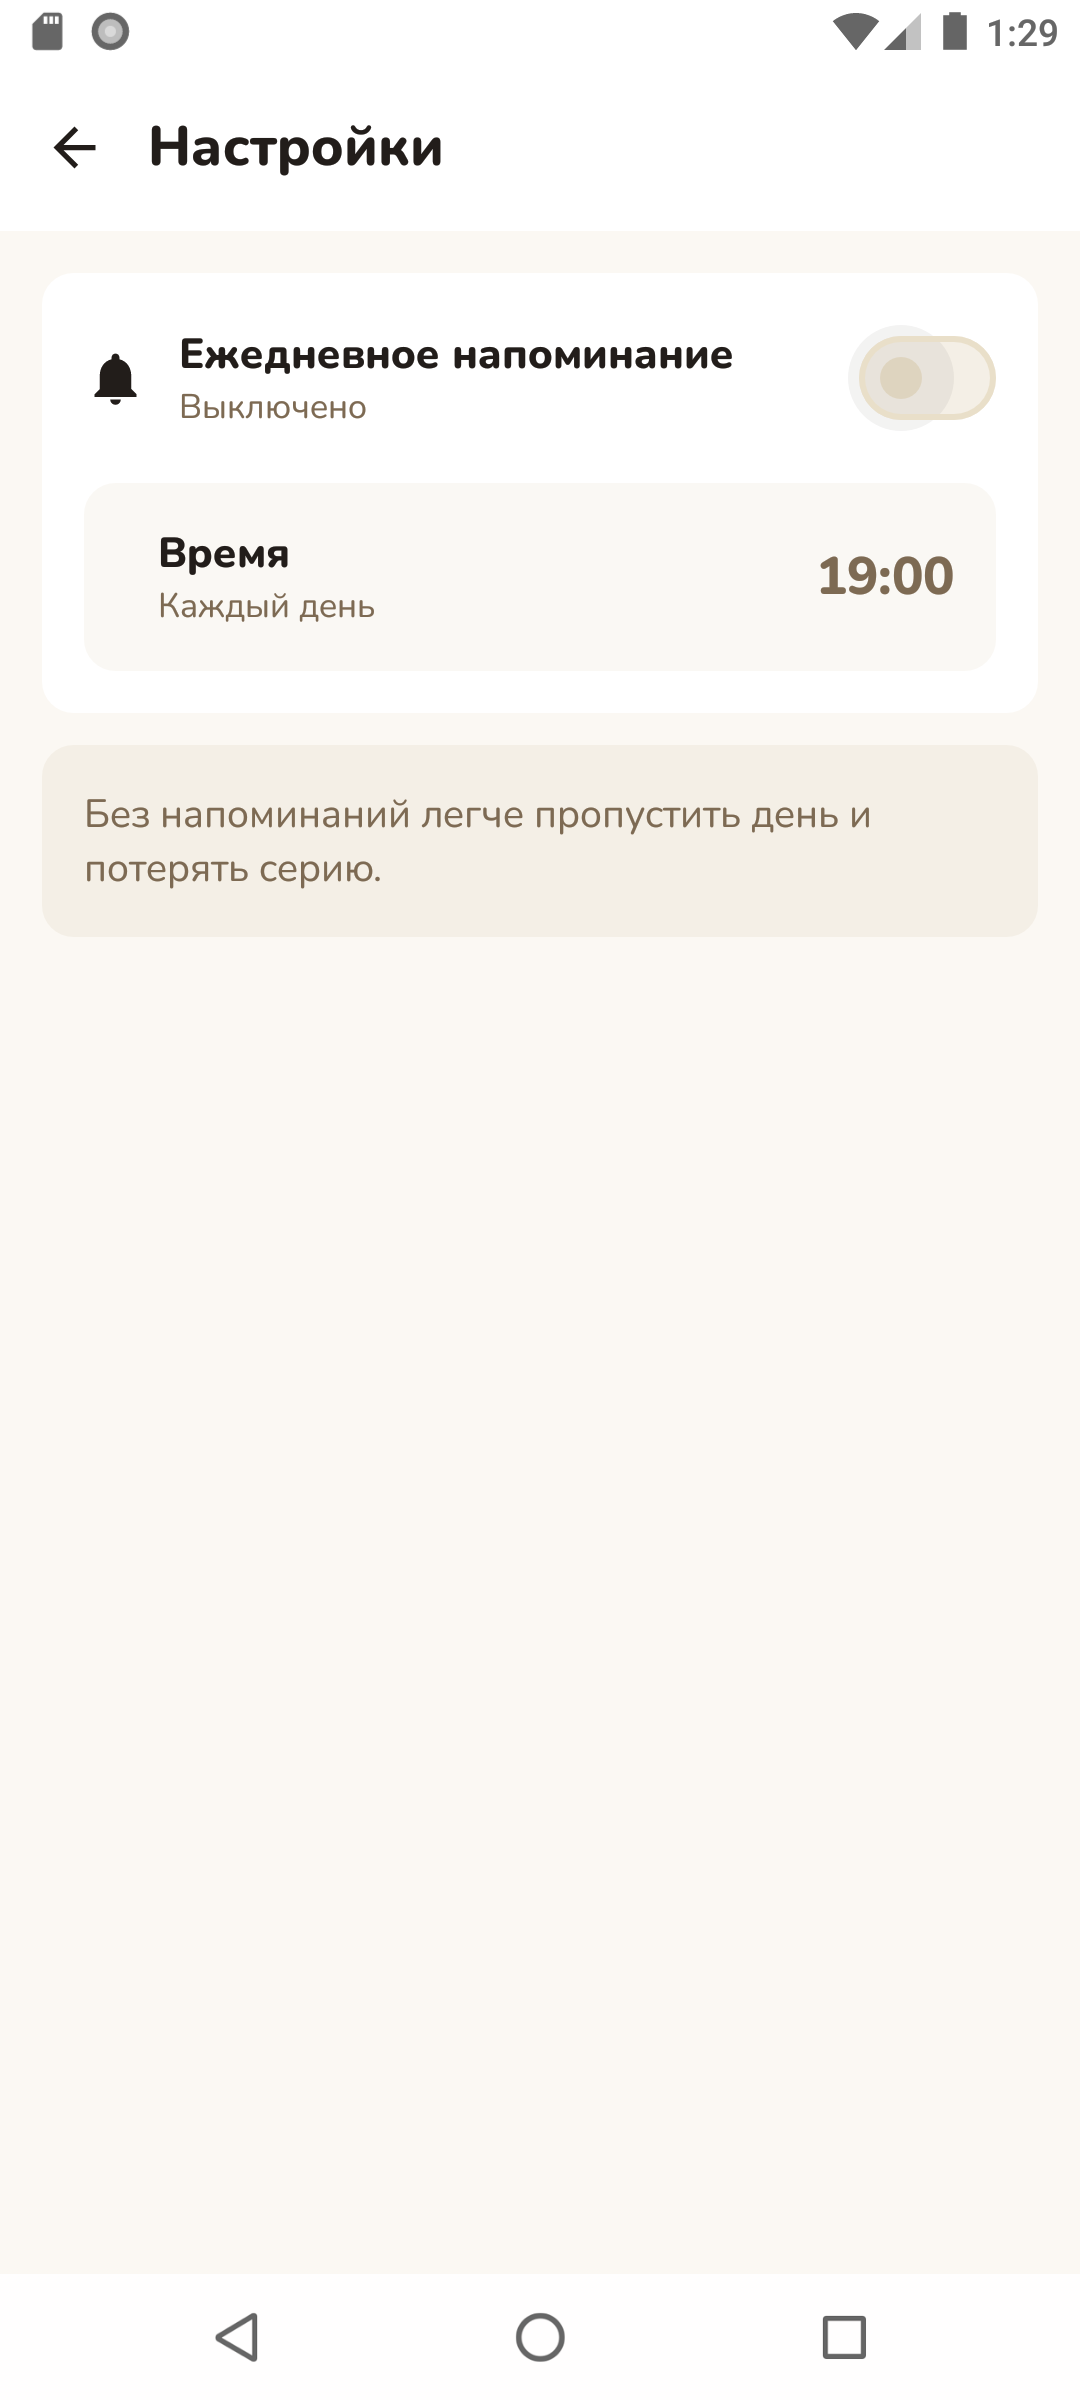 1:29
Настройки
Ежедневное напоминание
Выключено
Время
Каждый день
19:00
Без напоминаний легче пропустить день и
потерять серию.